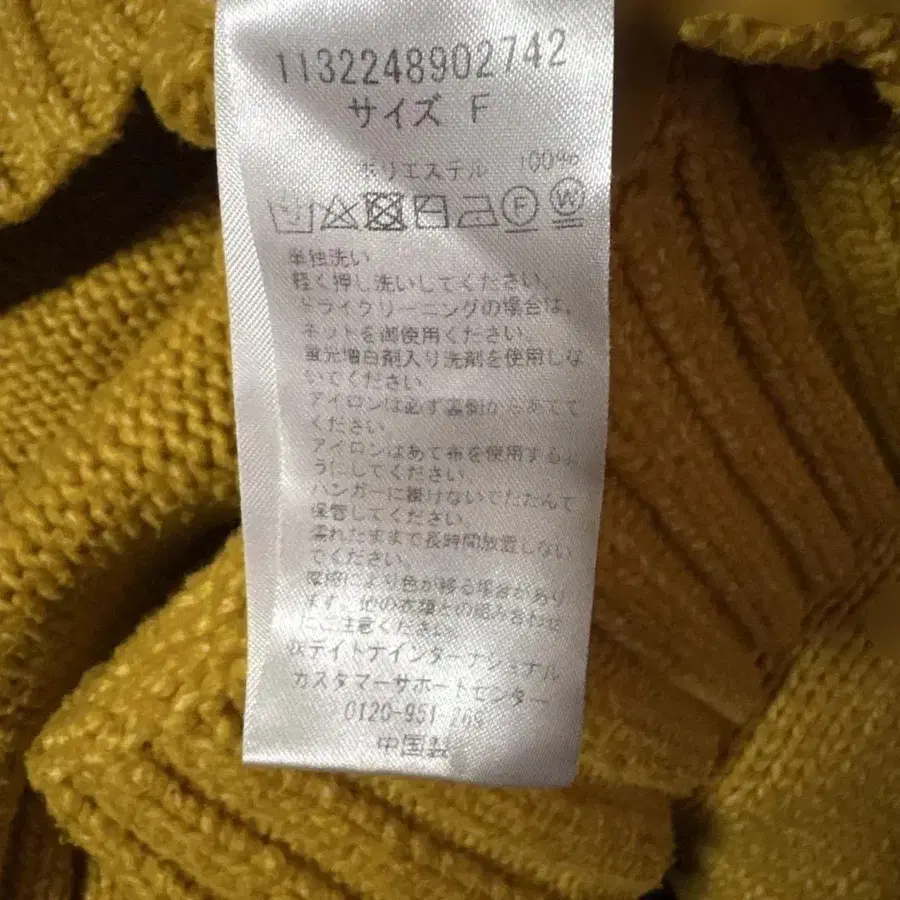 1132248902742
サイズ F
ポリエステル 100%
F W
単独洗い
軽く押し洗いしてください。
ドライクリーニングの場合は、
ネットを御使用ください。
蛍光増白剤入り洗剤を使用しな
いでください
アイロンは必ず裏側からあてて
ください。
アイロンはあて布を使用するよ
うにしてください。
ハンガーに掛けないでたたんで
保管してください。
濡れたままで長時間放置しない
でください。
摩擦により色が移る場合があり
ます。他の衣類との組み合わせ
にご注意ください。
㈱デイトナインターナショナル
カスタマーサポートセンター
0120-951-269
中国製